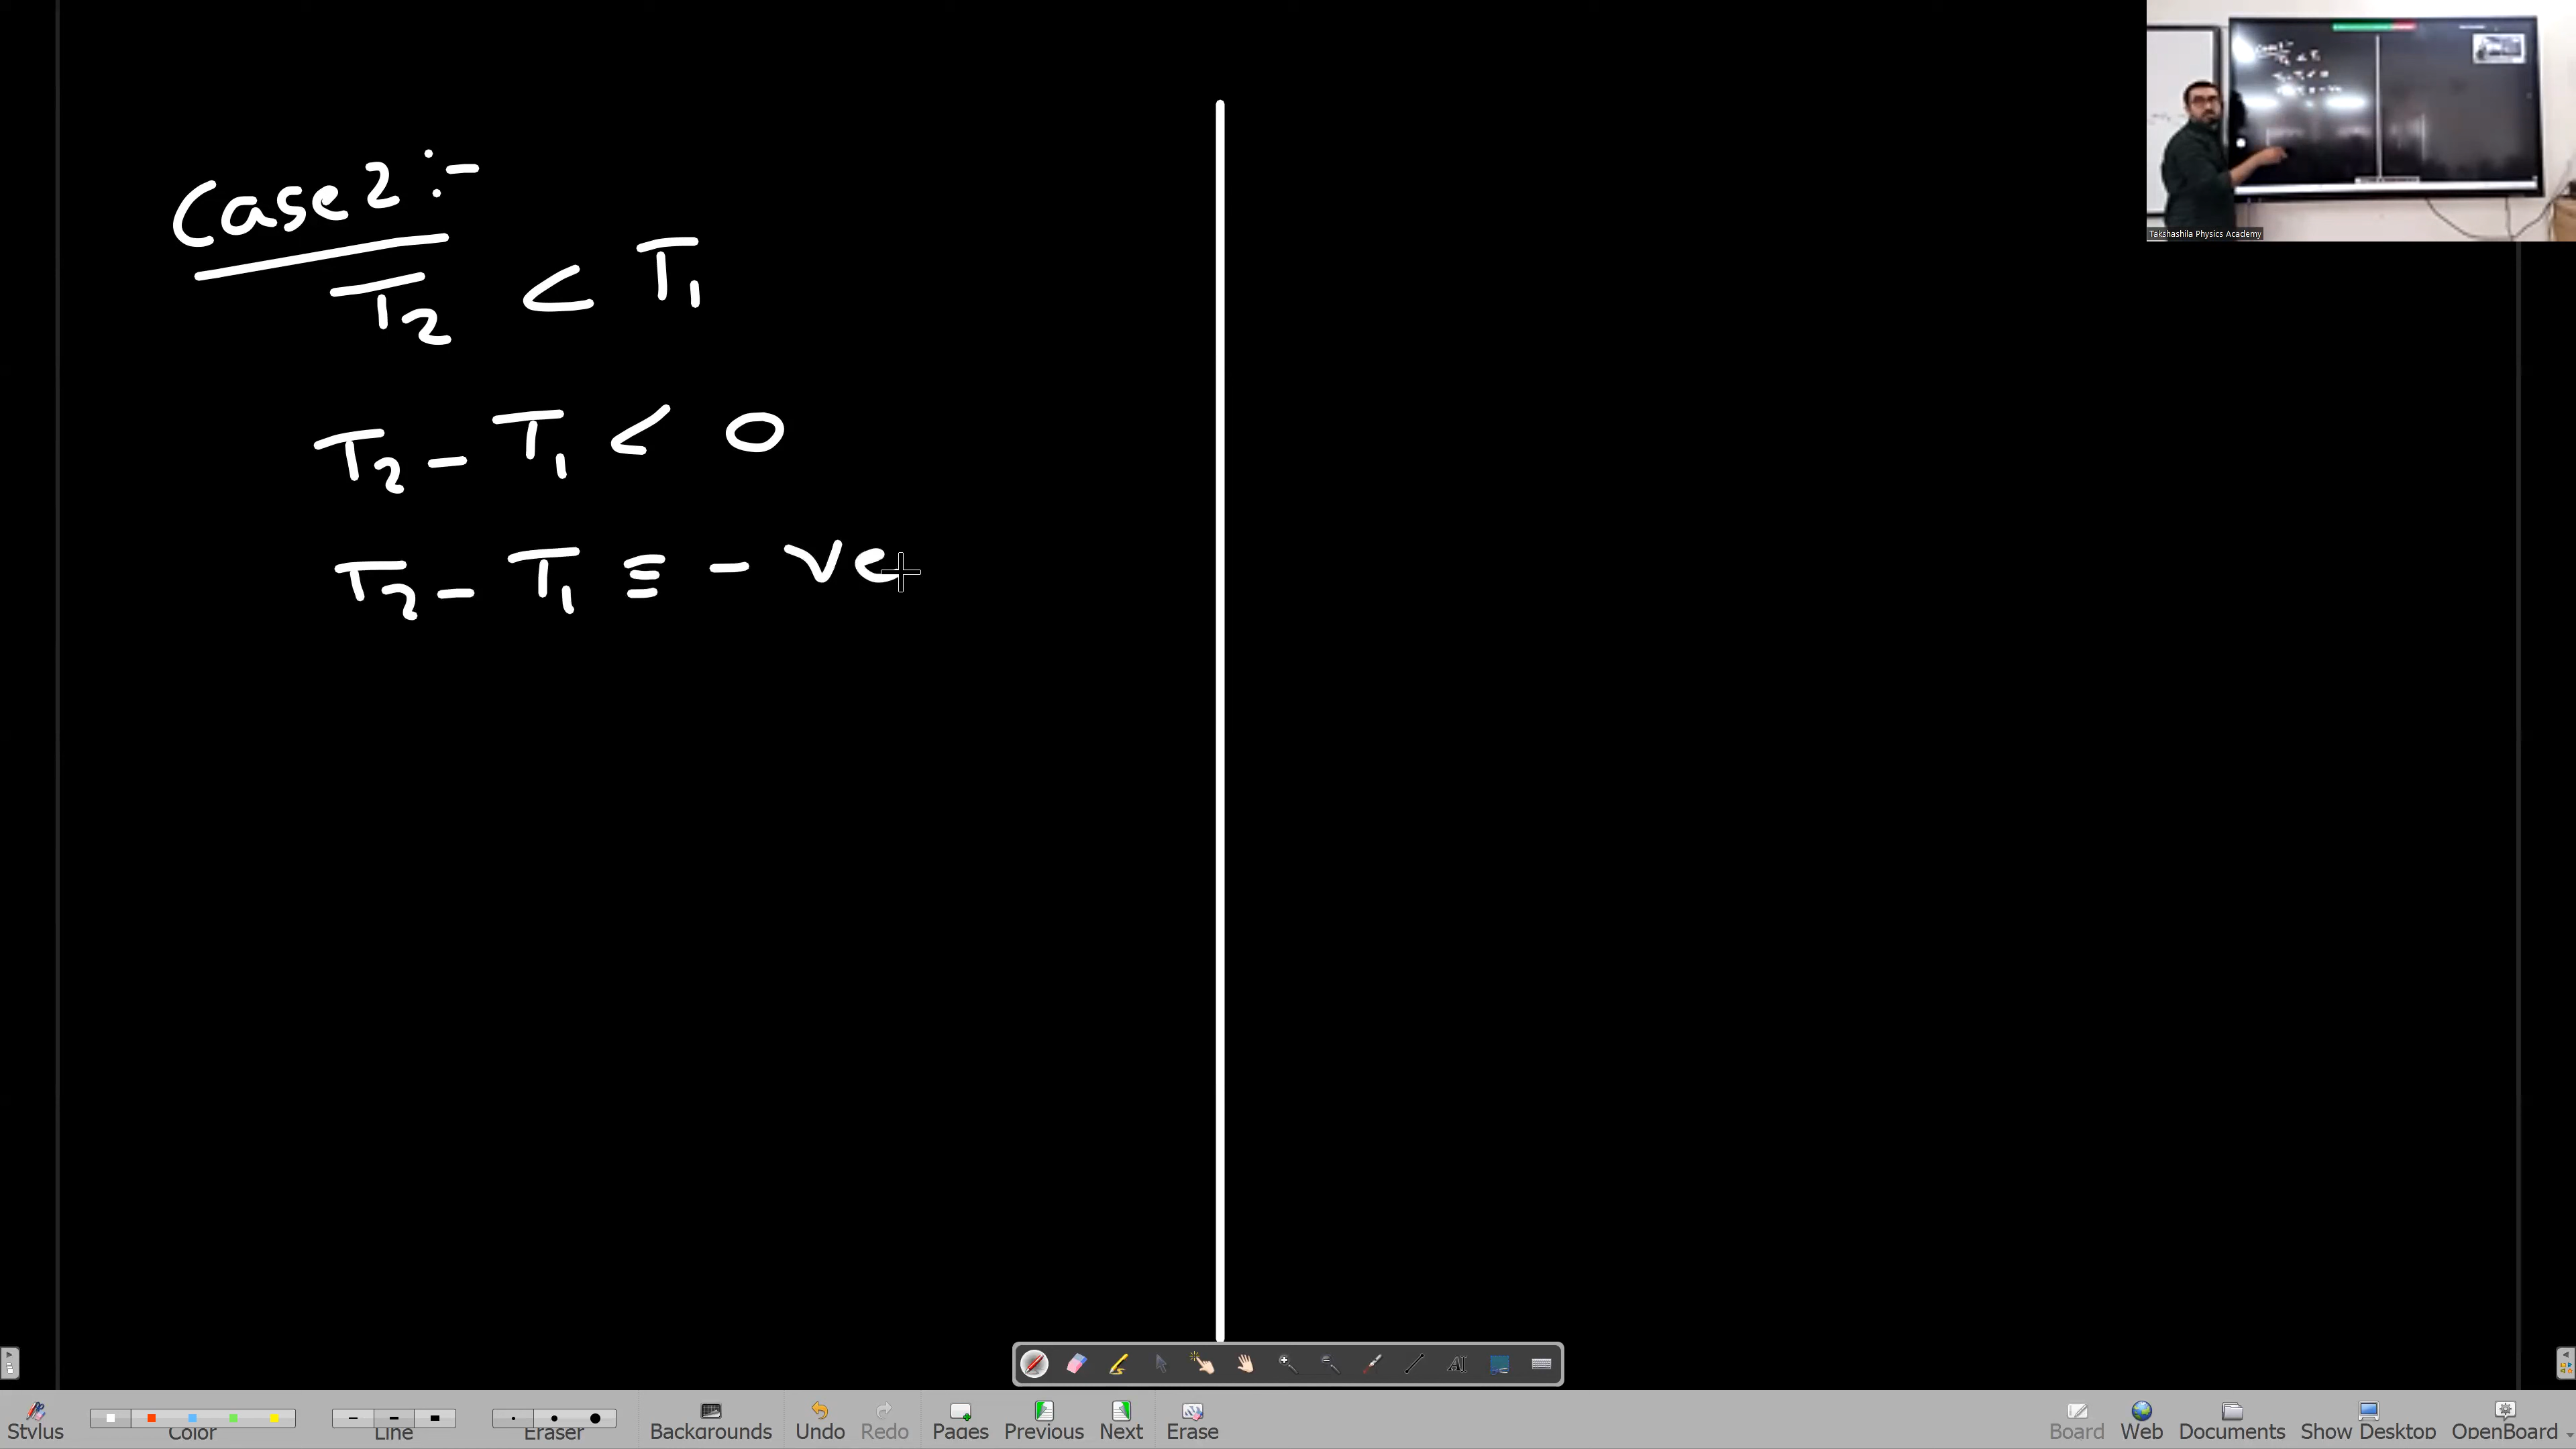 Case 2 :-
T₂ < T₁
T₂ - T₁ < 0
T₂ - T₁ ≡ - ve
Takshashila Physics Academy
Stylus Color Line Eraser Backgrounds Undo Redo Pages Previous Next Erase Board Web Documents Show Desktop OpenBoard